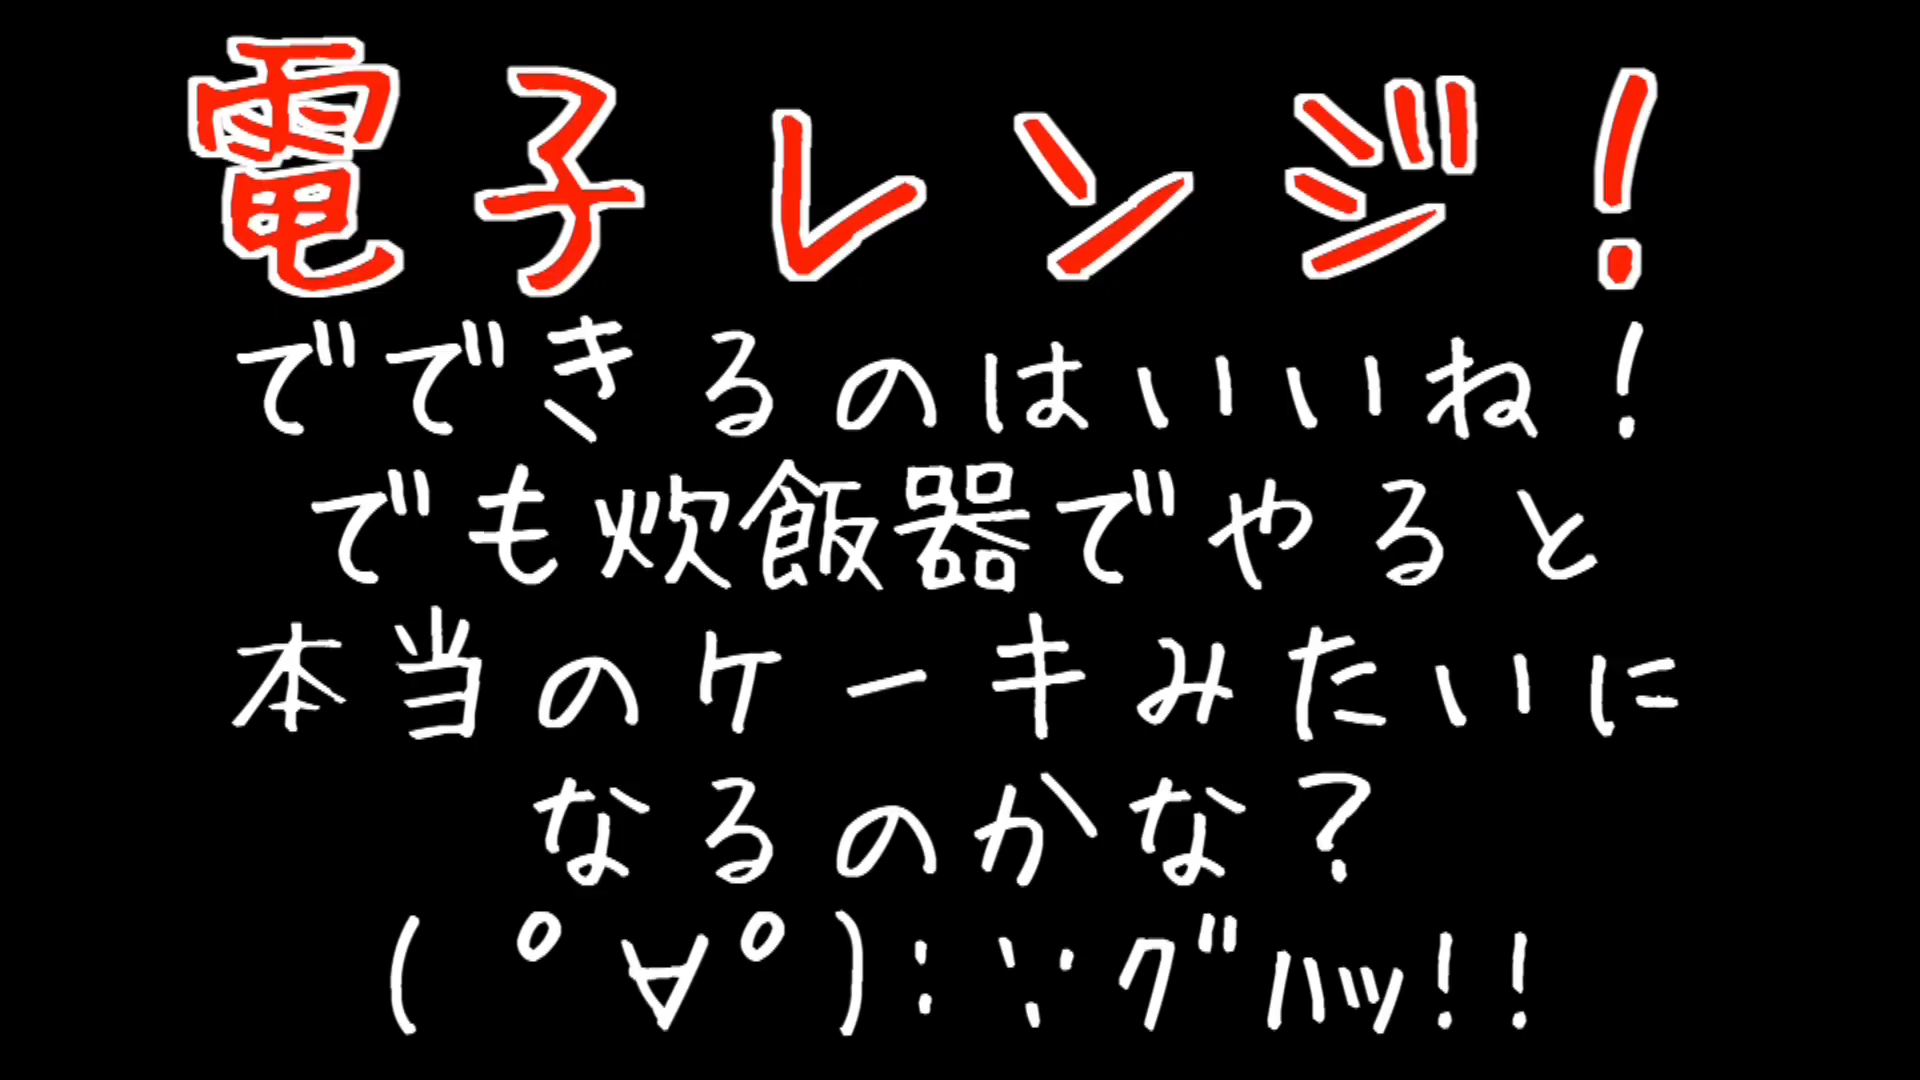 電子レンジ！
でできるのはいいね！
でも炊飯器でやると
本当のケーキみたいに
なるのかな？
( ﾟ∀ﾟ):∵ｸﾞﾊｯ!!